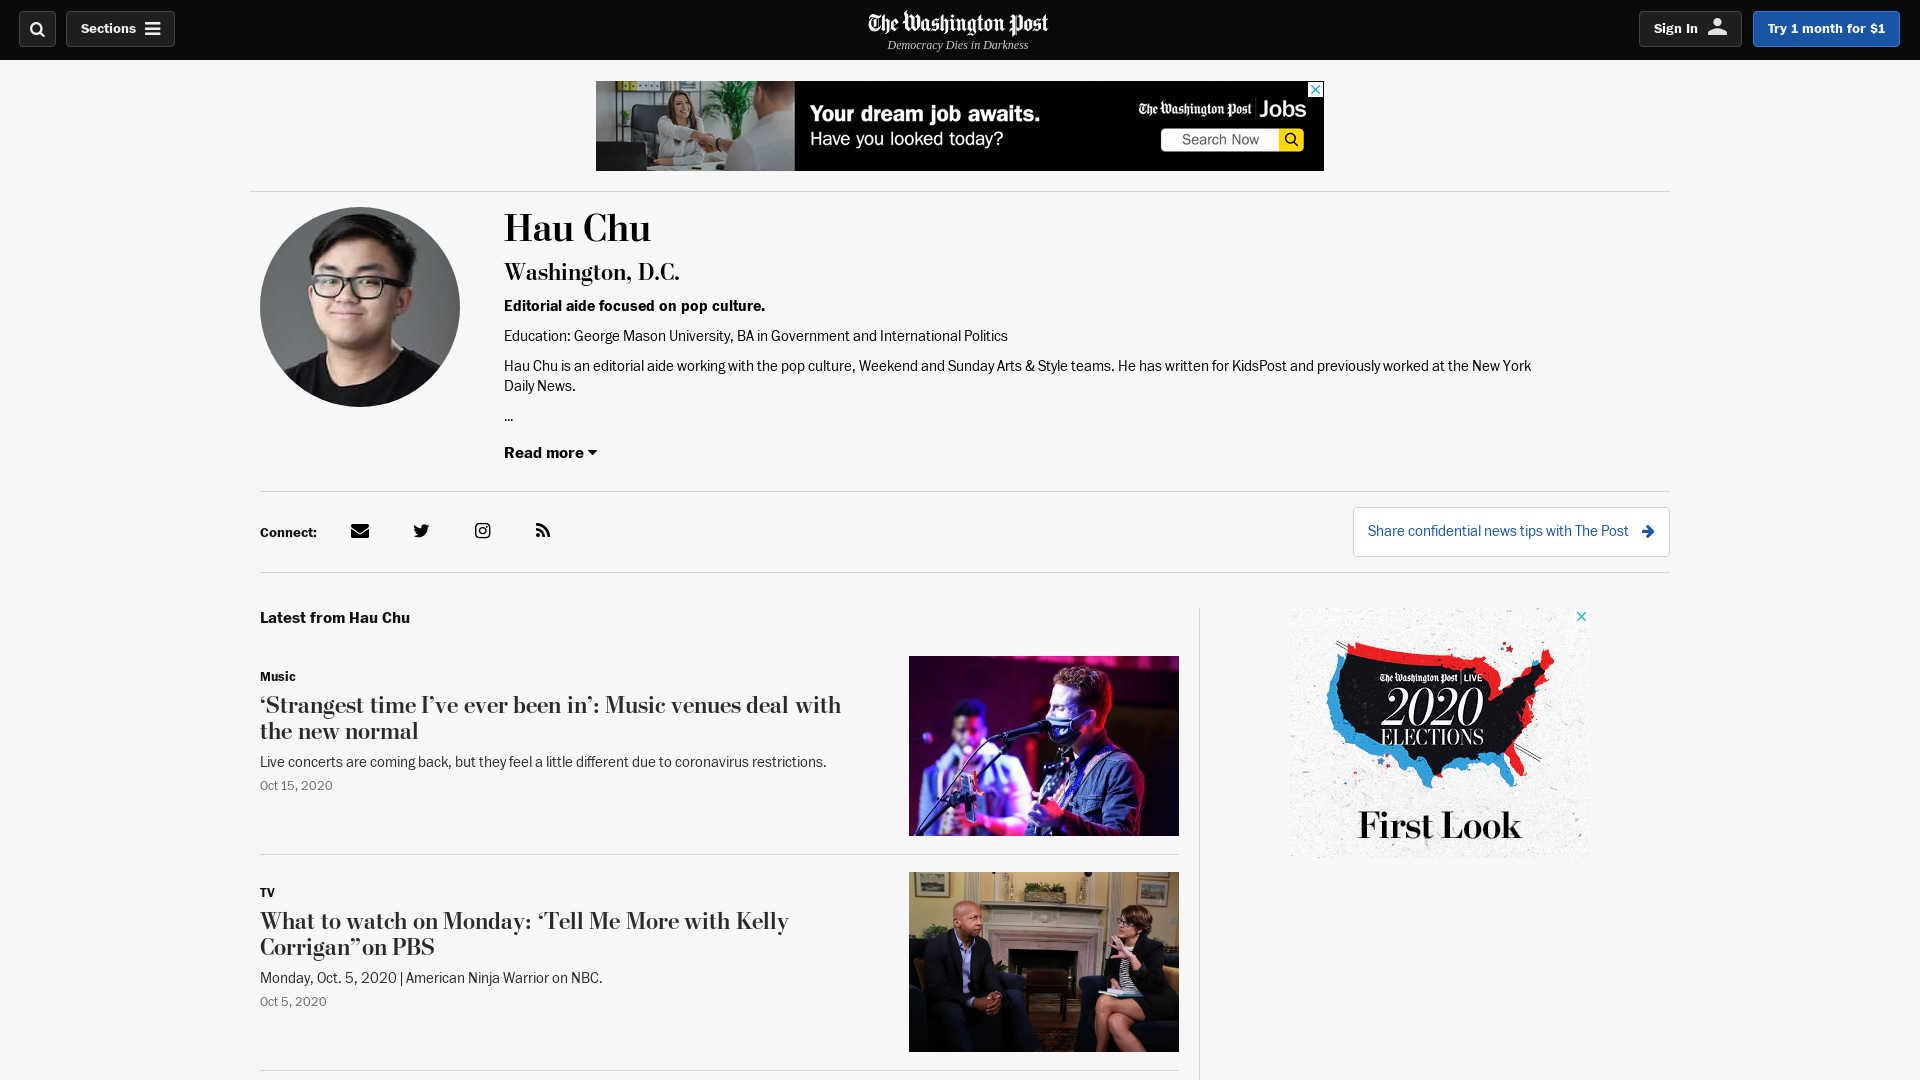 Sections
The Washington Post
Democracy Dies in Darkness
Sign In
Try 1 month for $1
Your dream job awaits.
Have you looked today?
The Washington Post Jobs
Search Now
Hau Chu
Washington, D.C.
Editorial aide focused on pop culture.
Education: George Mason University, BA in Government and International Politics
Hau Chu is an editorial aide working with the pop culture, Weekend and Sunday Arts & Style teams. He has written for KidsPost and previously worked at the New York
Daily News.
...
Read more
Connect:
Share confidential news tips with The Post
Latest from Hau Chu
Music
‘Strangest time I’ve ever been in’: Music venues deal with
the new normal
Live concerts are coming back, but they feel a little different due to coronavirus restrictions.
Oct 15, 2020
TV
What to watch on Monday: ‘Tell Me More with Kelly
Corrigan’’ on PBS
Monday, Oct. 5, 2020 | American Ninja Warrior on NBC.
Oct 5, 2020
The Washington Post LIVE
2020
ELECTIONS
First Look